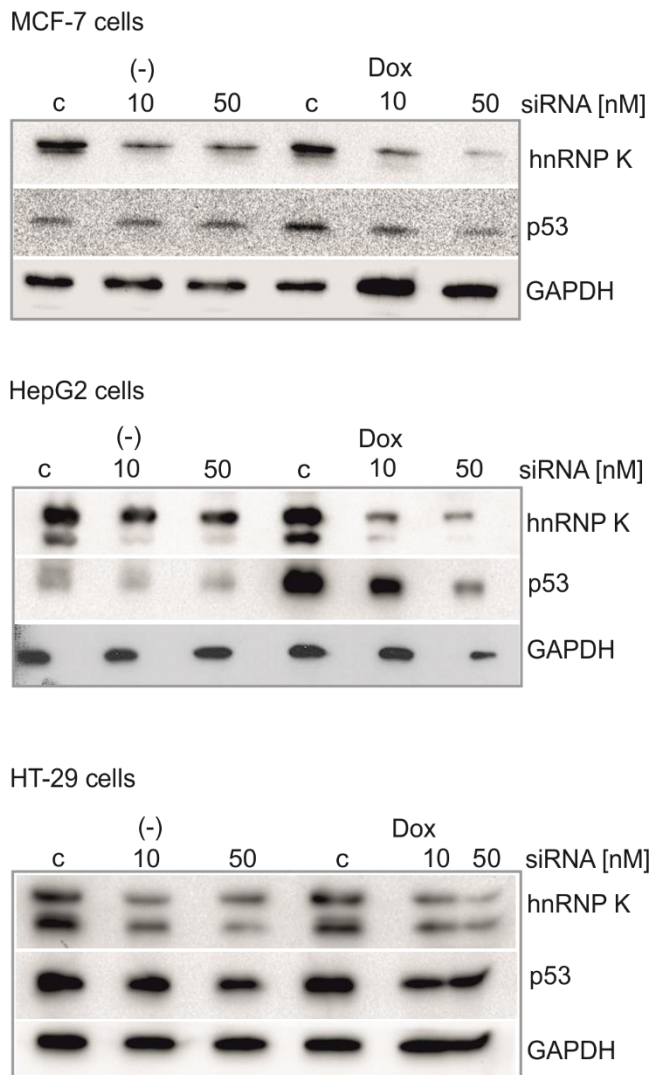 MCF-7 cells
(-) Dox
c 10 50 c 10 50 siRNA [nM]
hnRNP K
p53
GAPDH
HepG2 cells
(-) Dox
c 10 50 c 10 50 siRNA [nM]
hnRNP K
p53
GAPDH
HT-29 cells
(-) Dox
c 10 50 c 10 50 siRNA [nM]
hnRNP K
p53
GAPDH